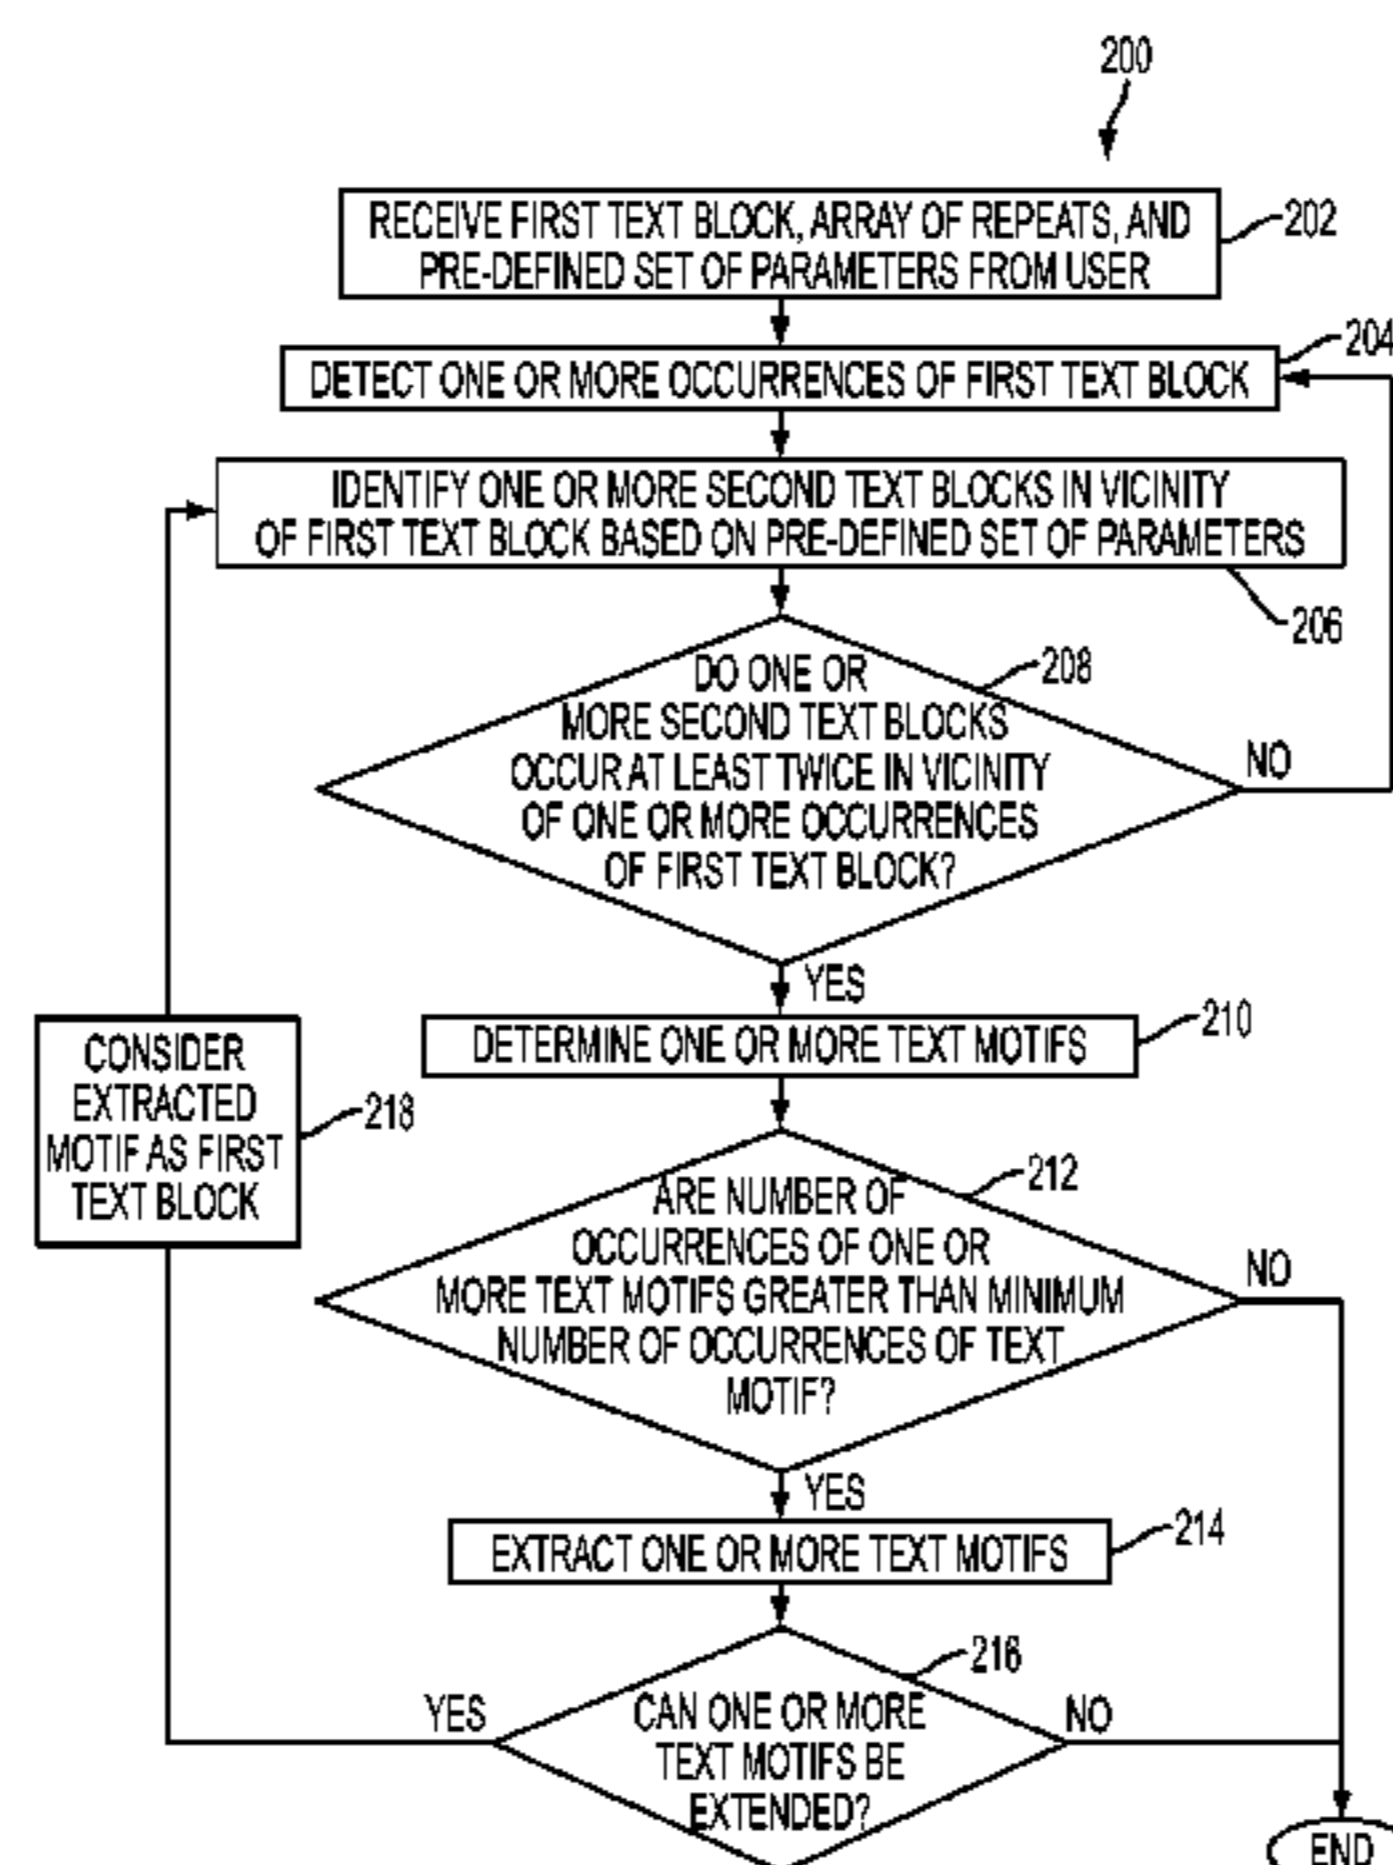 200
RECEIVE FIRST TEXT BLOCK, ARRAY OF REPEATS, AND
PRE-DEFINED SET OF PARAMETERS FROM USER
202
204
DETECT ONE OR MORE OCCURRENCES OF FIRST TEXT BLOCK
IDENTIFY ONE OR MORE SECOND TEXT BLOCKS IN VICINITY
OF FIRST TEXT BLOCK BASED ON PRE-DEFINED SET OF PARAMETERS
206
DO ONE OR
MORE SECOND TEXT BLOCKS
OCCUR AT LEAST TWICE IN VICINITY
OF ONE OR MORE OCCURRENCES
OF FIRST TEXT BLOCK?
208
NO
YES
DETERMINE ONE OR MORE TEXT MOTIFS
210
CONSIDER
EXTRACTED
MOTIF AS FIRST
TEXT BLOCK
218
ARE NUMBER OF
OCCURRENCES OF ONE OR
MORE TEXT MOTIFS GREATER THAN MINIMUM
NUMBER OF OCCURRENCES OF TEXT
MOTIF?
212
NO
YES
EXTRACT ONE OR MORE TEXT MOTIFS
214
216
YES
CAN ONE OR MORE
TEXT MOTIFS BE
EXTENDED?
NO
END